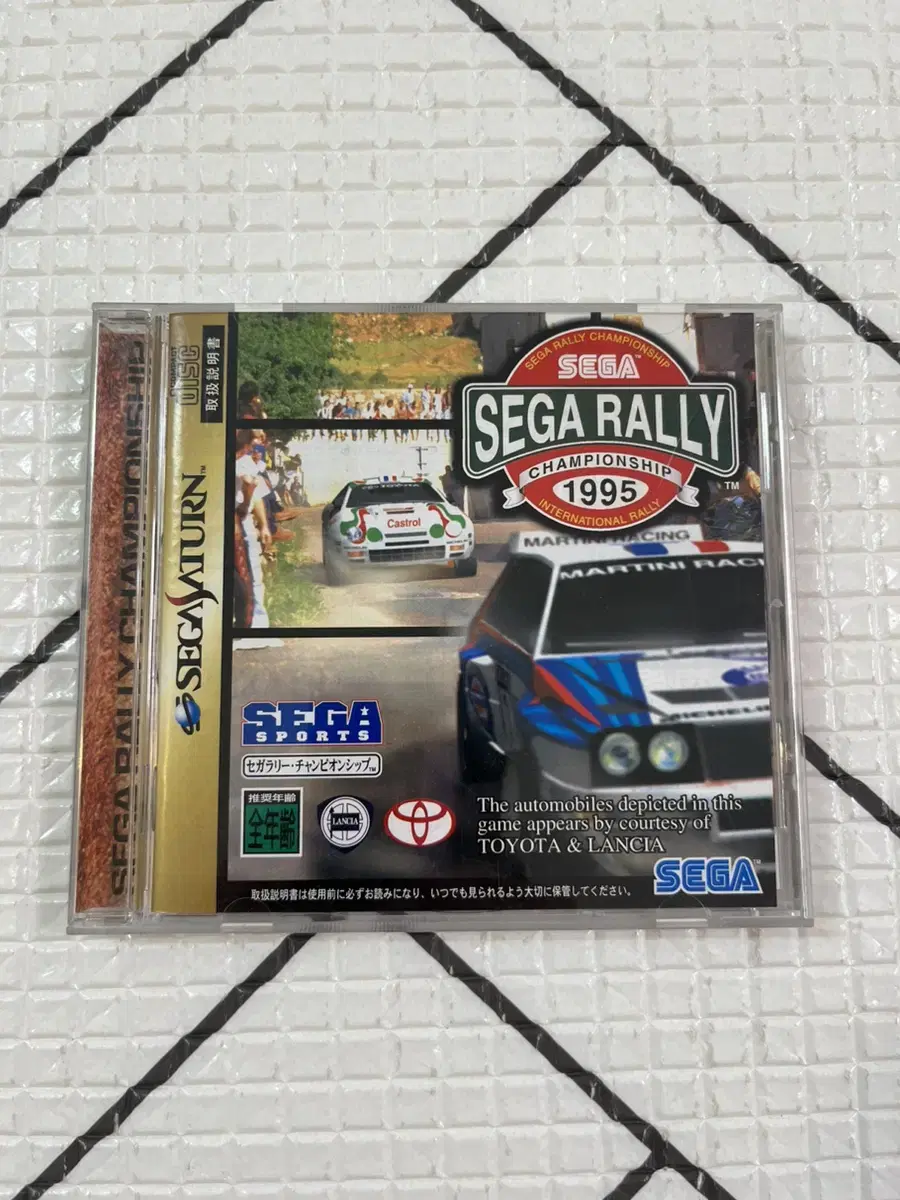 SEGA RALLY CHAMPIONSHIP
DISC
取扱説明書
SEGA SATURN™
SEGA RALLY CHAMPIONSHIP
SEGA
SEGA RALLY
CHAMPIONSHIP
1995
INTERNATIONAL RALLY
TM
Castrol
MARTINI RACING
MARTINI RACI
MICHELIN
SEGA
SPORTS
セガラリー・チャンピオンシップ™
推奨年齢
全年齢
LANCIA
The automobiles depicted in this
game appears by courtesy of
TOYOTA & LANCIA
SEGA™
取扱説明書は使用前に必ずお読みになり、いつでも見られるよう大切に保管してください。